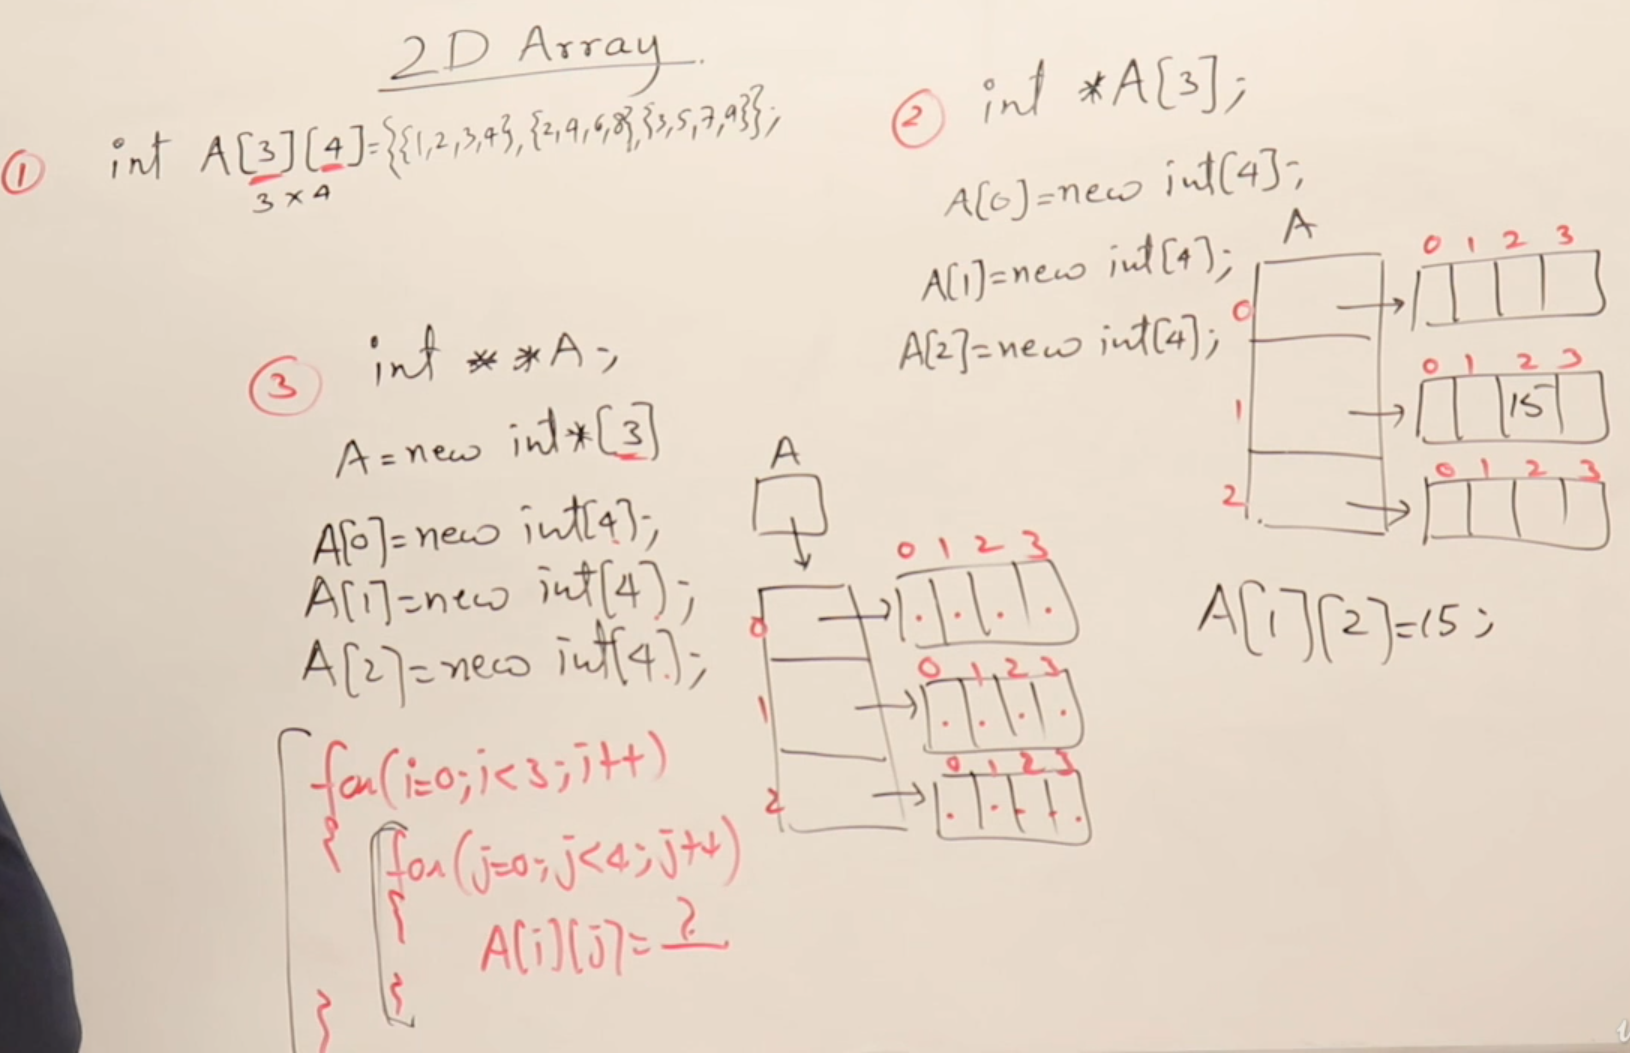 2D Array
① int A[3][4]={{1,2,3,4},{2,4,6,8},{3,5,7,9}};
3×4
② int *A[3];
A[0]=new int[4];
A[1]=new int[4];
A[2]=new int[4];
A
0 1 2 3
0
0 1 2 3
1
15
0 1 2 3
2
A[1][2]=15;
③ int **A;
A=new int*[3]
A[0]=new int[4];
A[1]=new int[4];
A[2]=new int[4];
A
0 1 2 3
0
0 1 2 3
1
0 1 2 3
2
for(i=0;i<3;i++)
{
for(j=0;j<4;j++)
{
A[i][j]=?
}
}